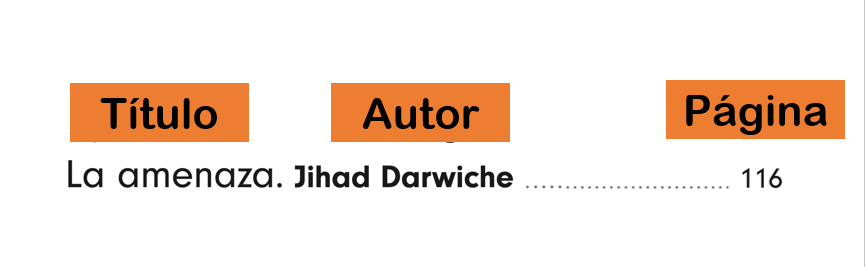 Título Autor Página
La amenaza. Jihad Darwiche ............................ 116